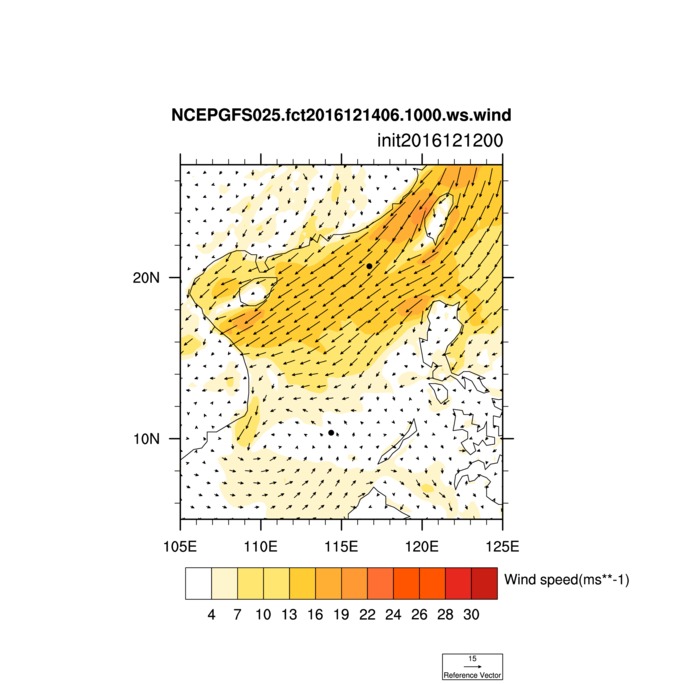 NCEPGFS025.fct2016121406.1000.ws.wind
init2016121200
20N
10N
105E 110E 115E 120E 125E
Wind speed(ms**-1)
4 7 10 13 16 19 22 24 26 28 30
15
Reference Vector